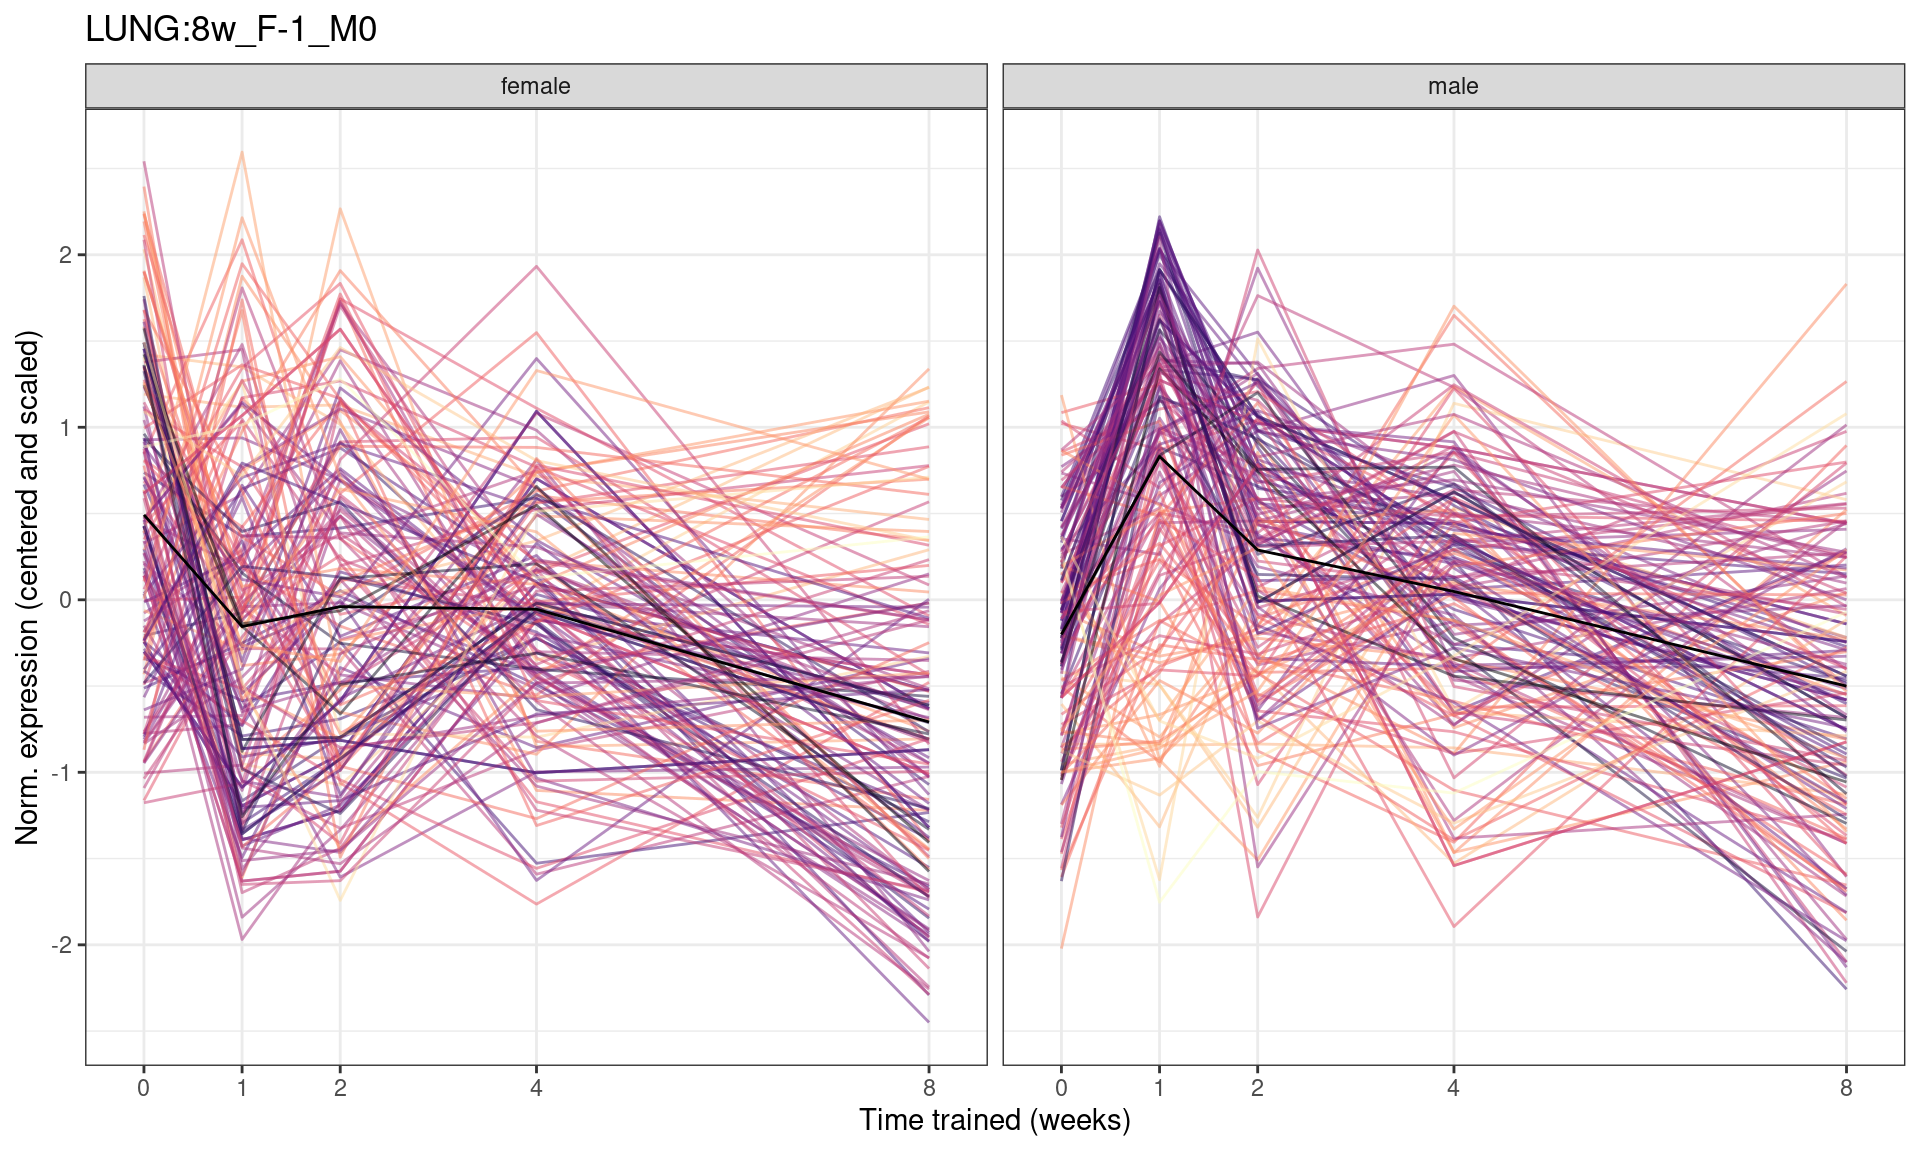 LUNG:8w_F-1_M0
female
male
Norm. expression (centered and scaled)
2
1
0
-1
-2
0 1 2 4 8
0 1 2 4 8
Time trained (weeks)